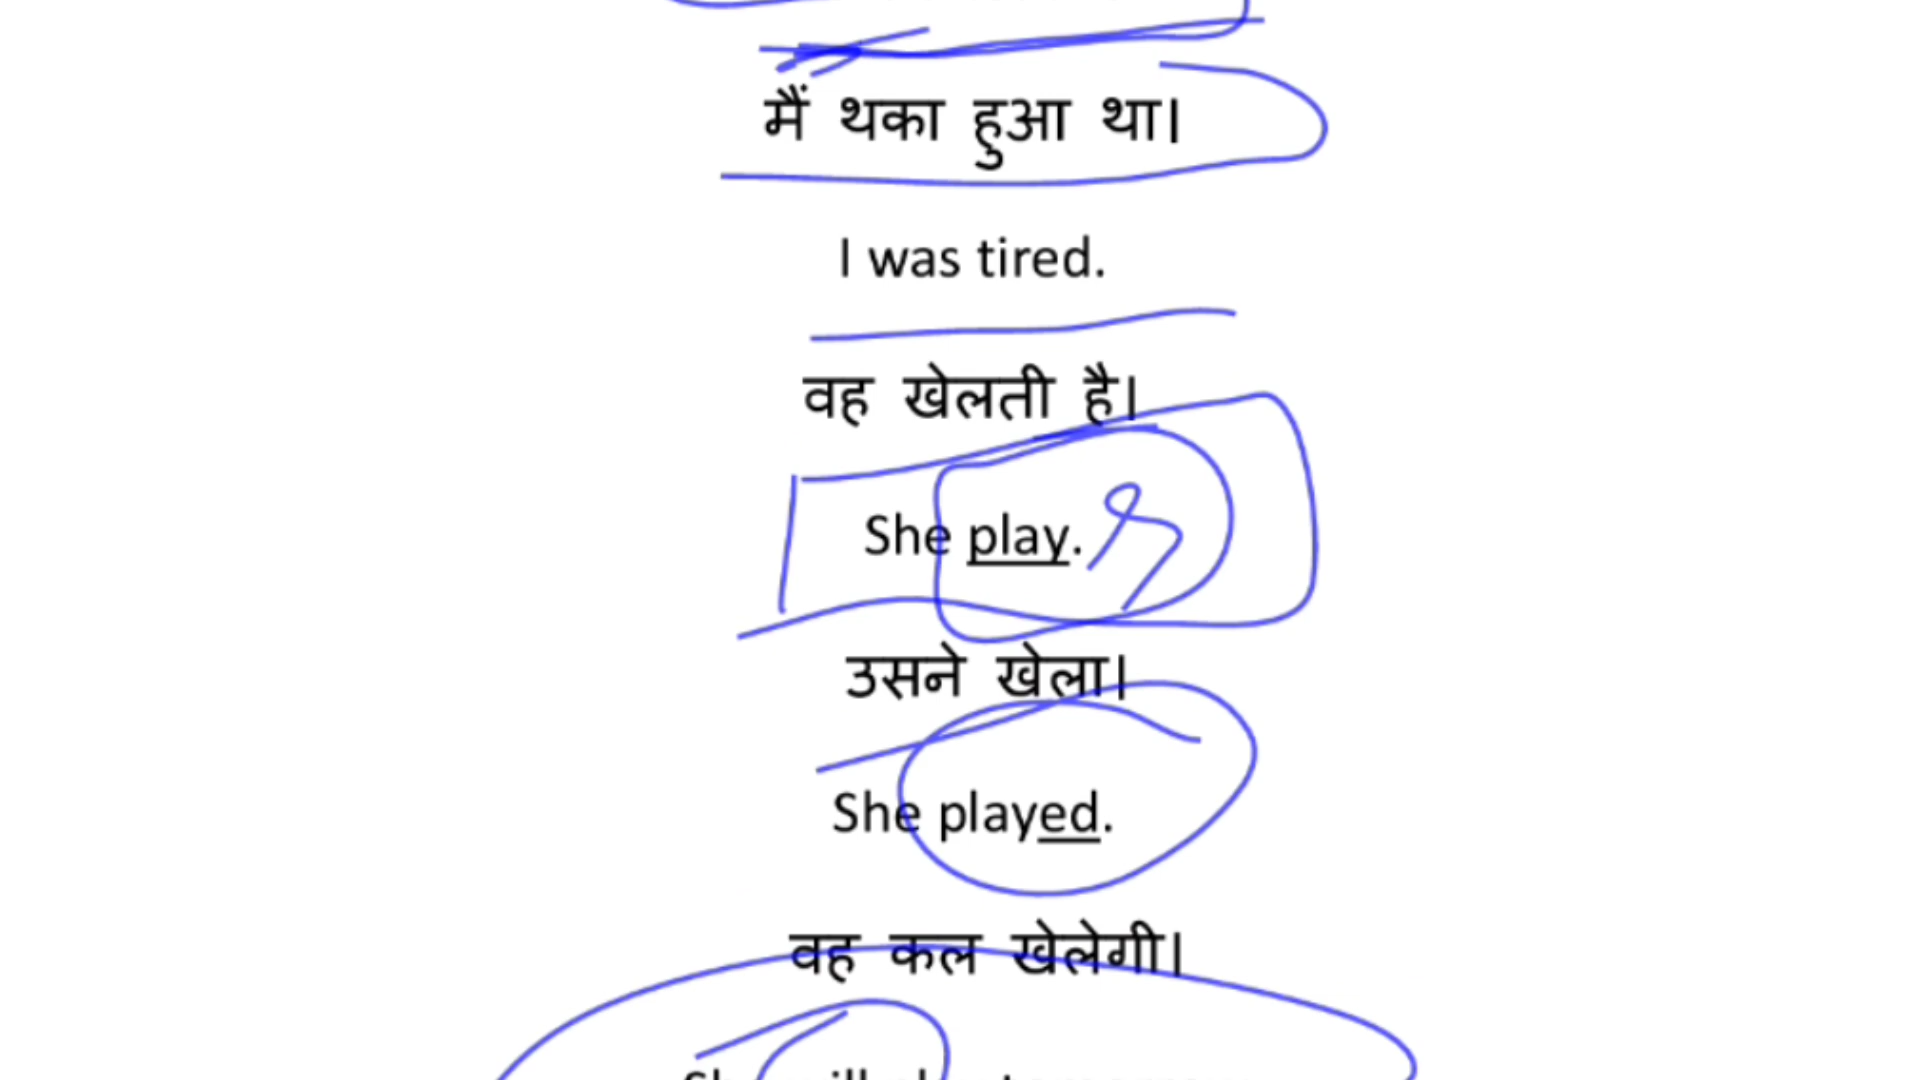 मैं थका हुआ था।
I was tired.
वह खेलती है।
She play.
उसने खेला।
She played.
वह कल खेलेगी।